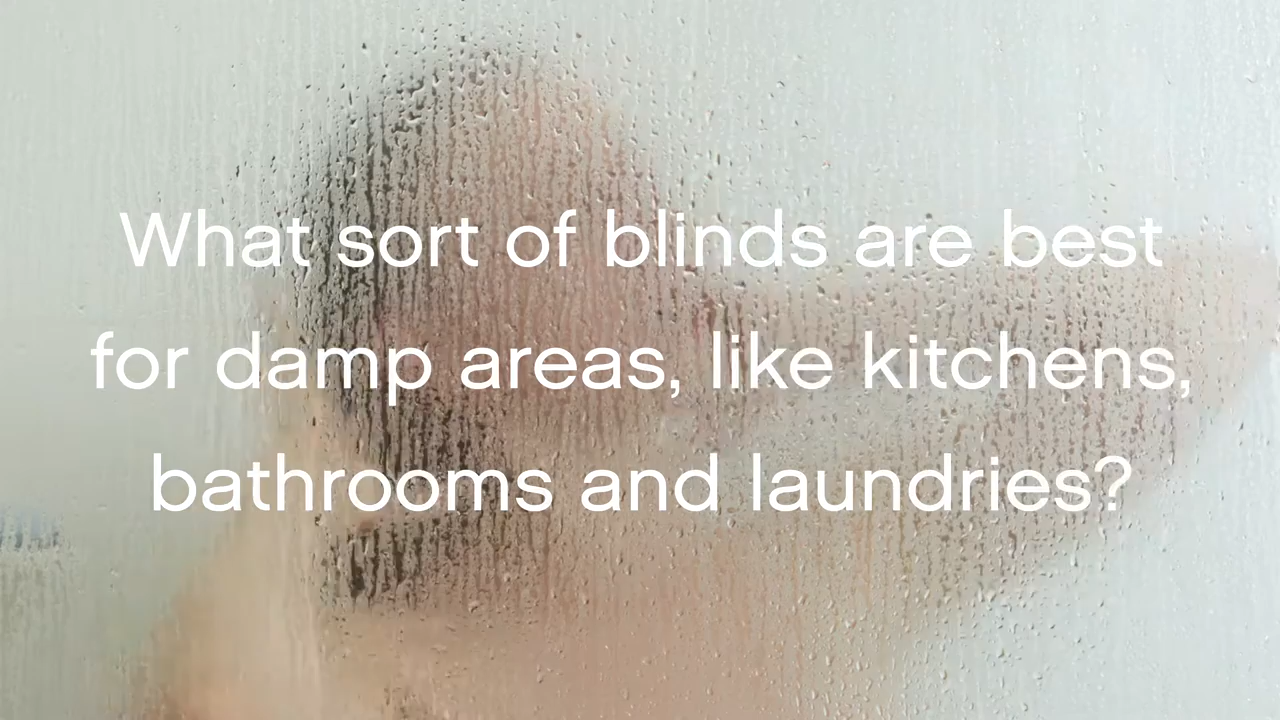 What sort of blinds are best
for damp areas, like kitchens,
bathrooms and laundries?